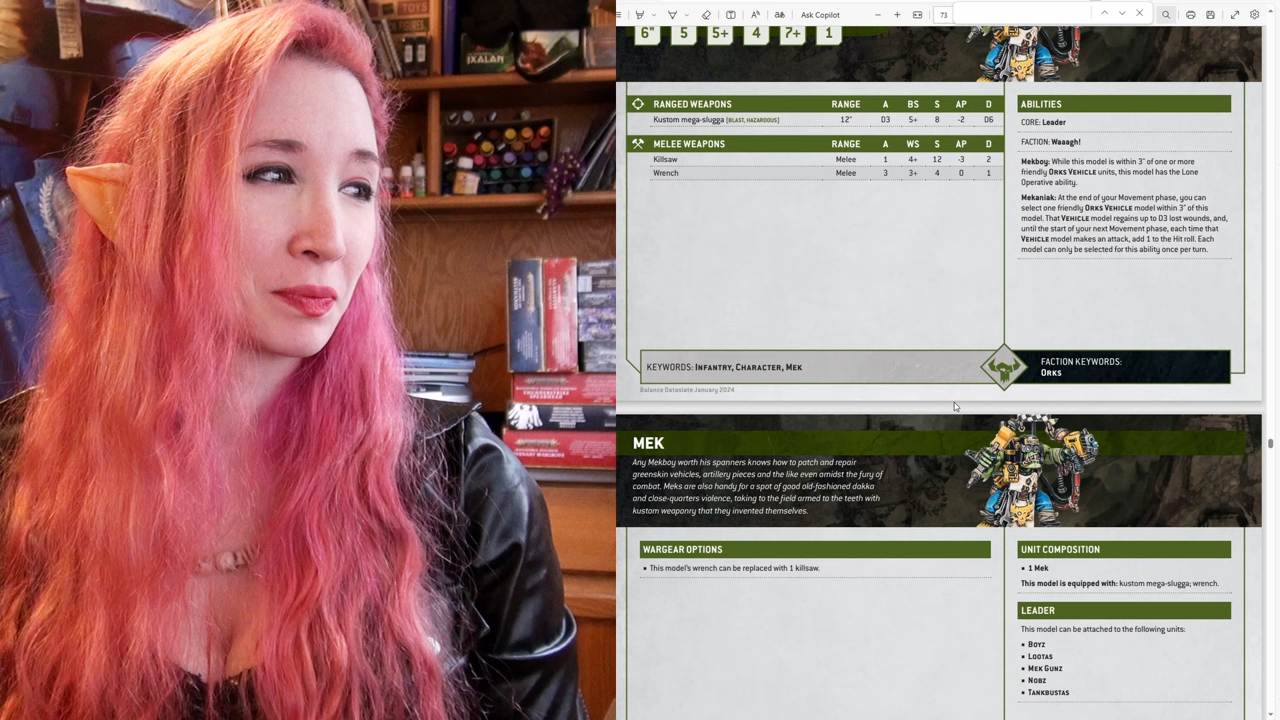 TOYS
FIGURES
IXALAN
Ask Copilot
73
6" 5 5+ 4 7+ 1
RANGED WEAPONS RANGE A BS S AP D
Kustom mega-slugga [BLAST, HAZARDOUS] 12" D3 5+ 8 -2 D6
MELEE WEAPONS RANGE A WS S AP D
Killsaw Melee 1 4+ 12 -3 2
Wrench Melee 3 3+ 4 0 1
ABILITIES
CORE: Leader
FACTION: Waaagh!
Mekboy: While this model is within 3" of one or more
friendly ORKS VEHICLE units, this model has the Lone
Operative ability.
Mekaniak: At the end of your Movement phase, you can
select one friendly ORKS VEHICLE model within 3" of this
model. That VEHICLE model regains up to D3 lost wounds, and,
until the start of your next Movement phase, each time that
VEHICLE model makes an attack, add 1 to the Hit roll. Each
model can only be selected for this ability once per turn.
KEYWORDS: INFANTRY, CHARACTER, MEK
FACTION KEYWORDS:
ORKS
Balance Dataslate January 2024
MEK
Any Mekboy worth his spanners knows how to patch and repair
greenskin vehicles, artillery pieces and the like even amidst the fury of
combat. Meks are also handy for a spot of good old-fashioned dakka
and close-quarters violence, taking to the field armed to the teeth with
kustom weaponry that they invented themselves.
WARGEAR OPTIONS
▪ This model's wrench can be replaced with 1 killsaw.
UNIT COMPOSITION
▪ 1 Mek
This model is equipped with: kustom mega-slugga; wrench.
LEADER
This model can be attached to the following units:
▪ BOYZ
▪ LOOTAS
▪ MEK GUNZ
▪ NOBZ
▪ TANKBUSTAS